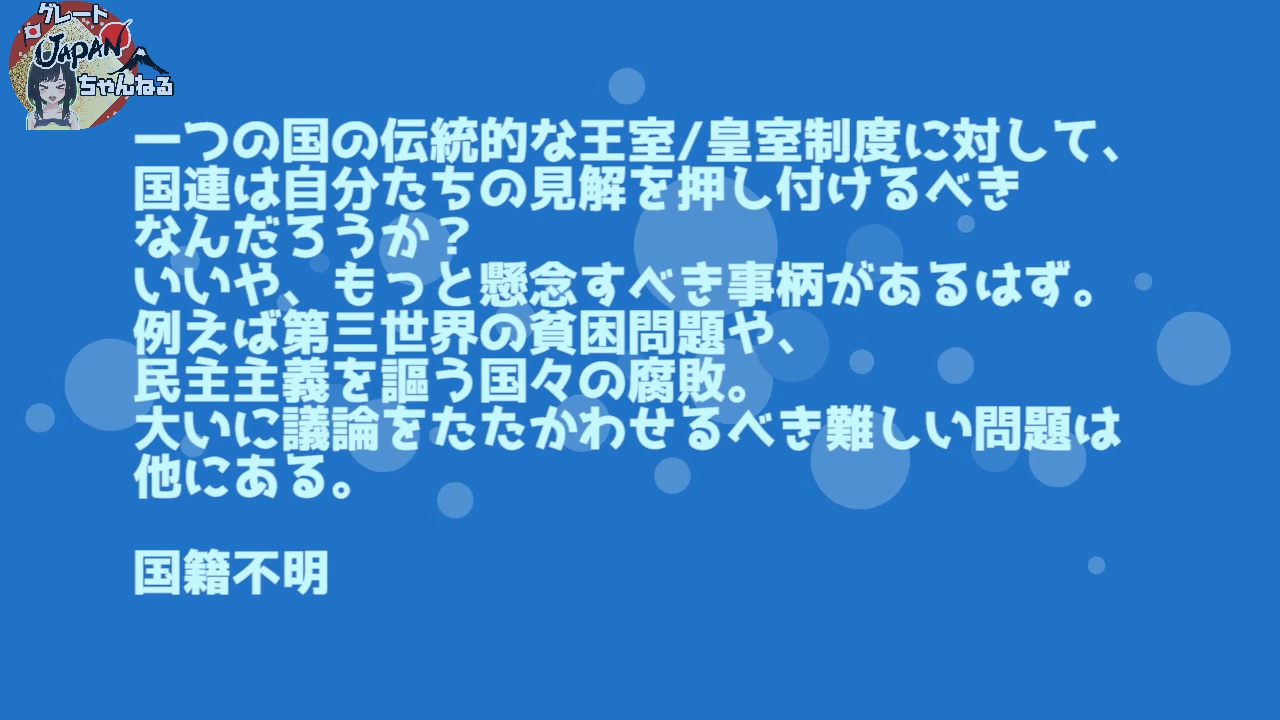 グレート
JAPAN
ちゃんねる
一つの国の伝統的な王室/皇室制度に対して、
国連は自分たちの見解を押し付けるべき
なんだろうか？
いいや、もっと懸念すべき事柄があるはず。
例えば第三世界の貧困問題や、
民主主義を謳う国々の腐敗。
大いに議論をたたかわせるべき難しい問題は
他にある。
国籍不明